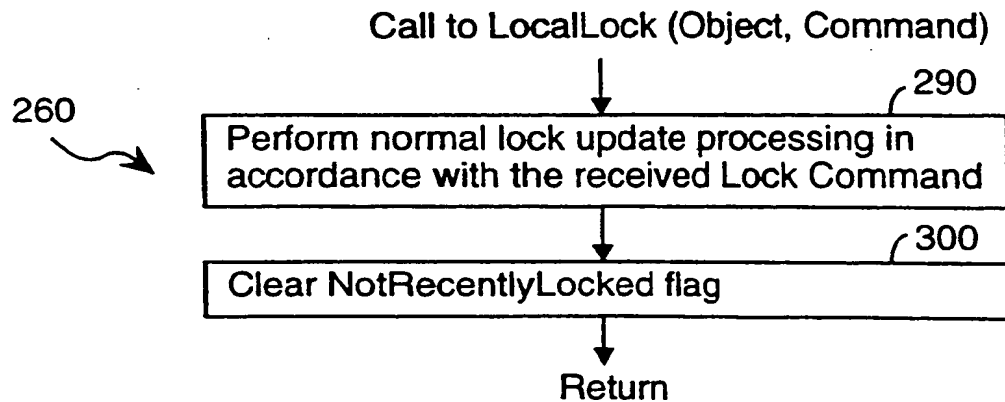 Call to LocalLock (Object, Command)
290
260
Perform normal lock update processing in
accordance with the received Lock Command
300
Clear NotRecentlyLocked flag
Return